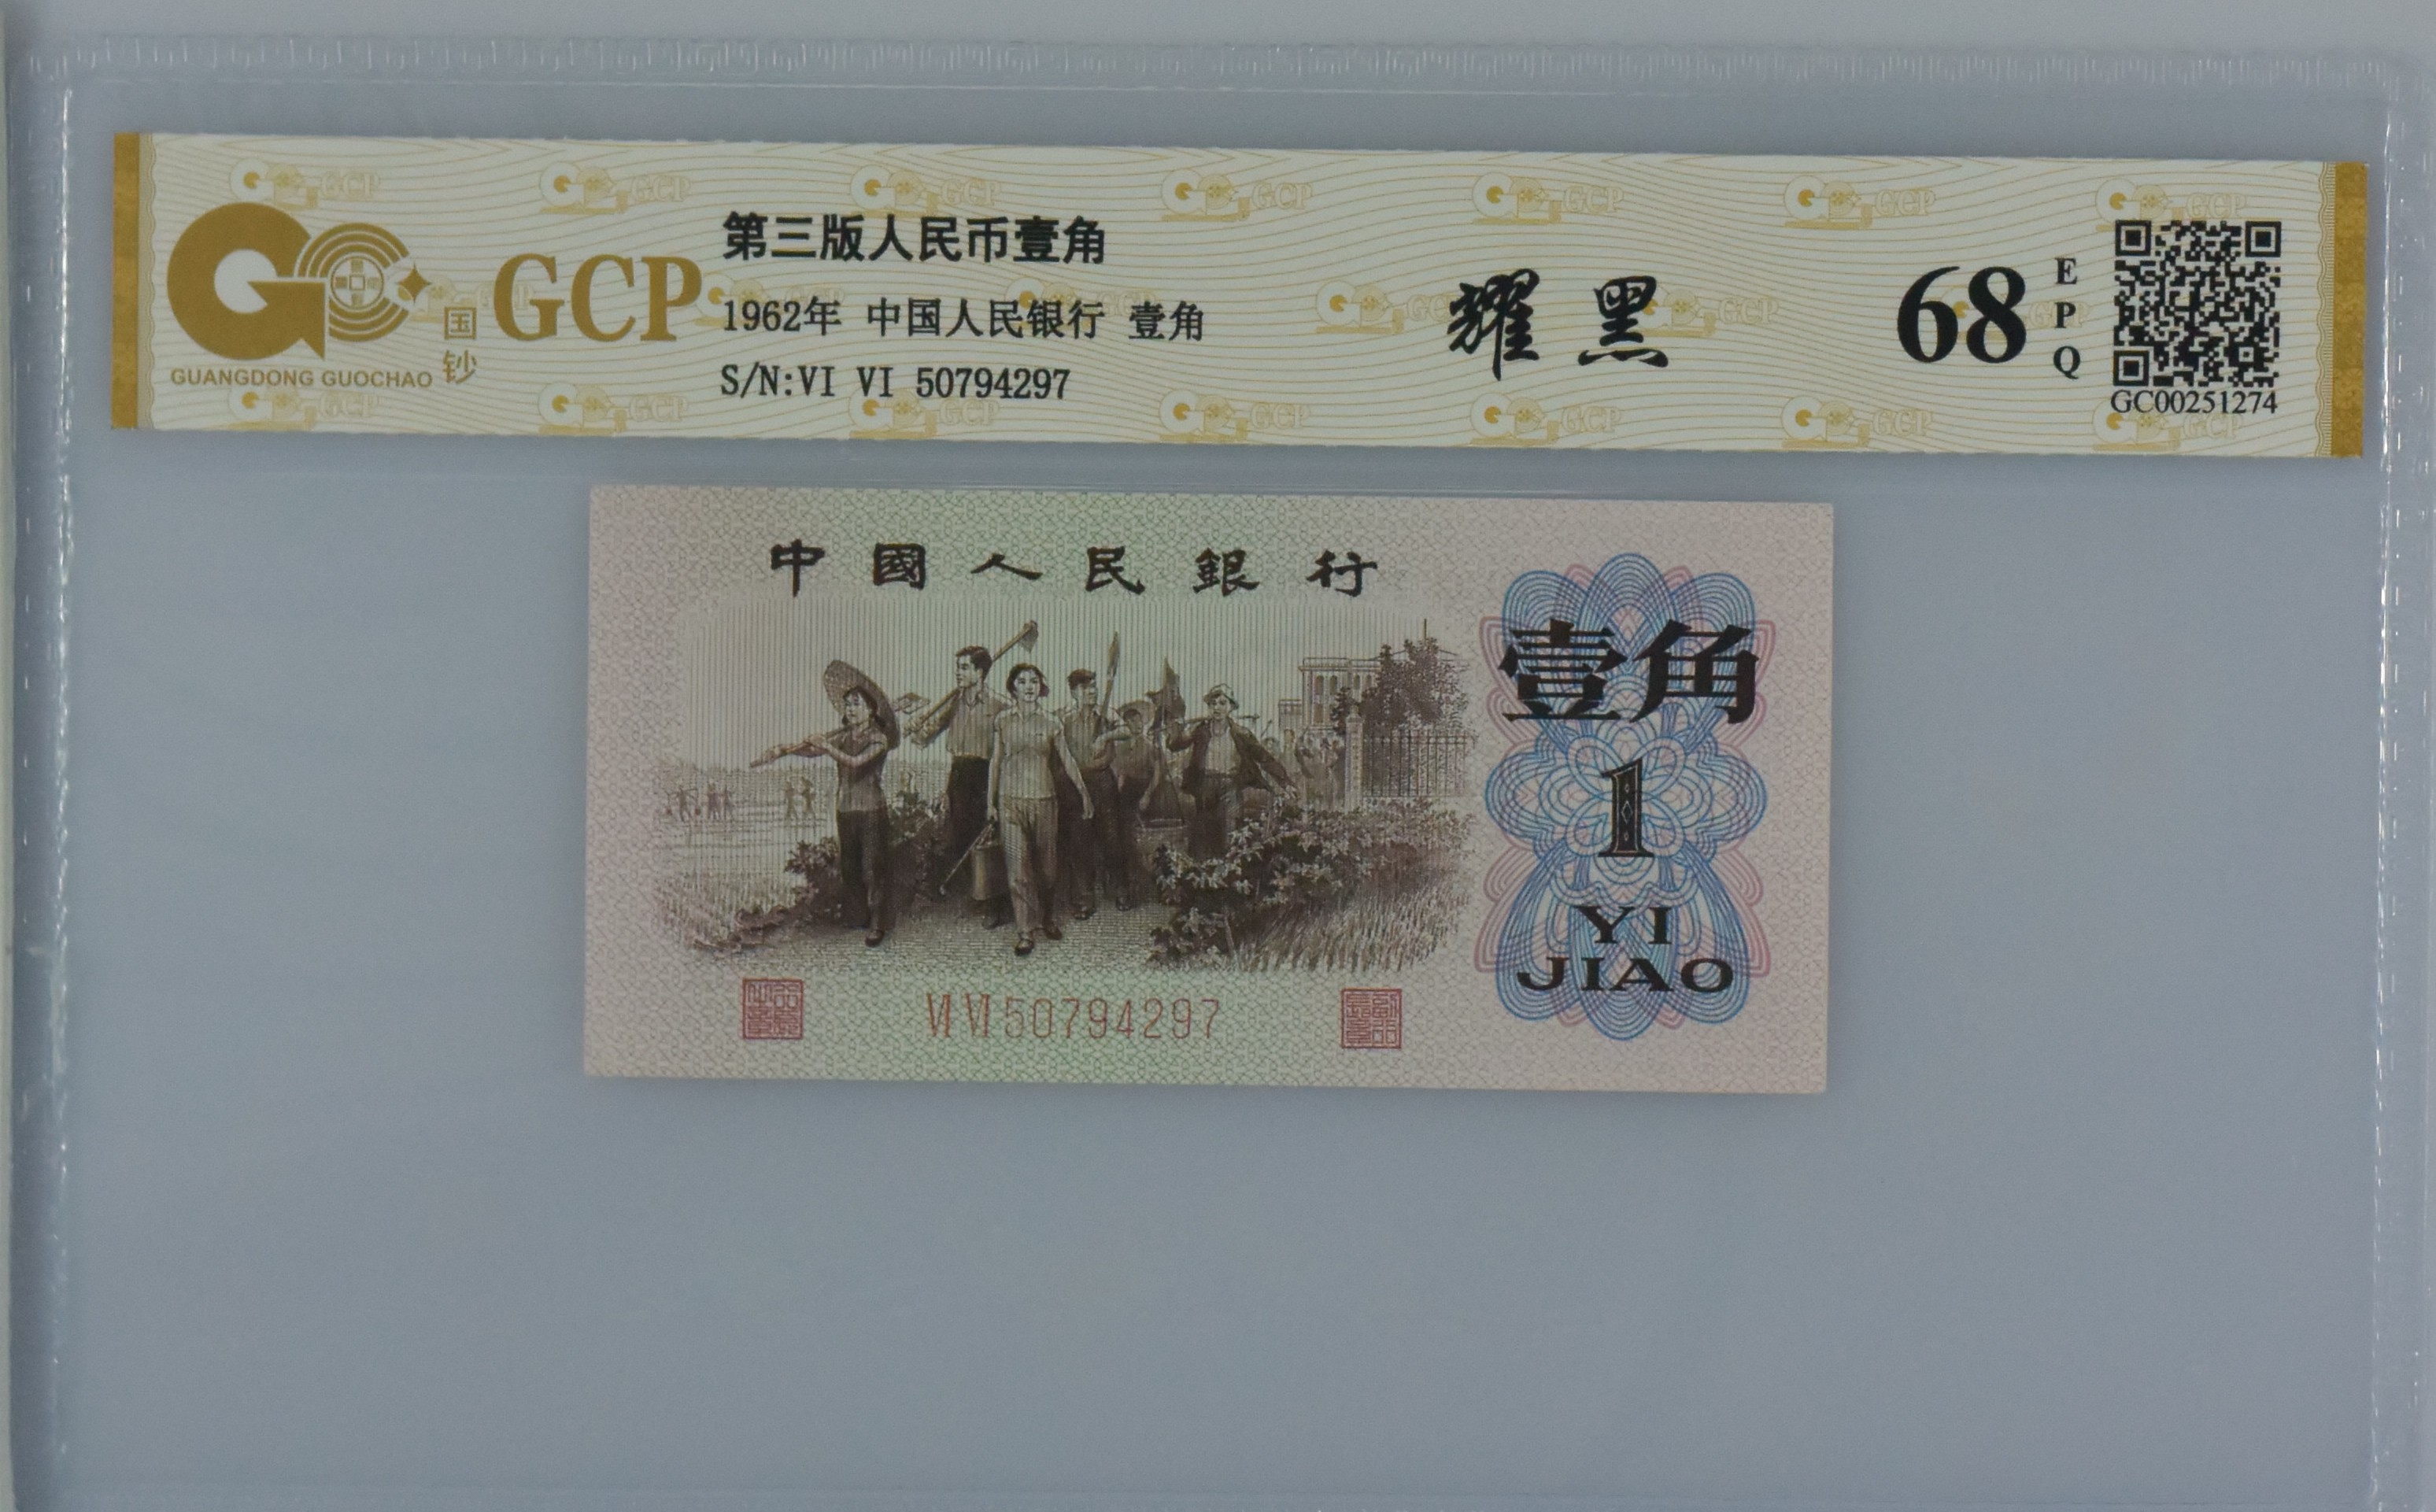 GCP
国钞
GUANGDONG GUOCHAO
第三版人民币壹角
1962年 中国人民银行 壹角
S/N:VI VI 50794297
耀黑
68
EPQ
GC00251274
中國人民銀行
壹角
1
YI
JIAO
VI VI 50794297